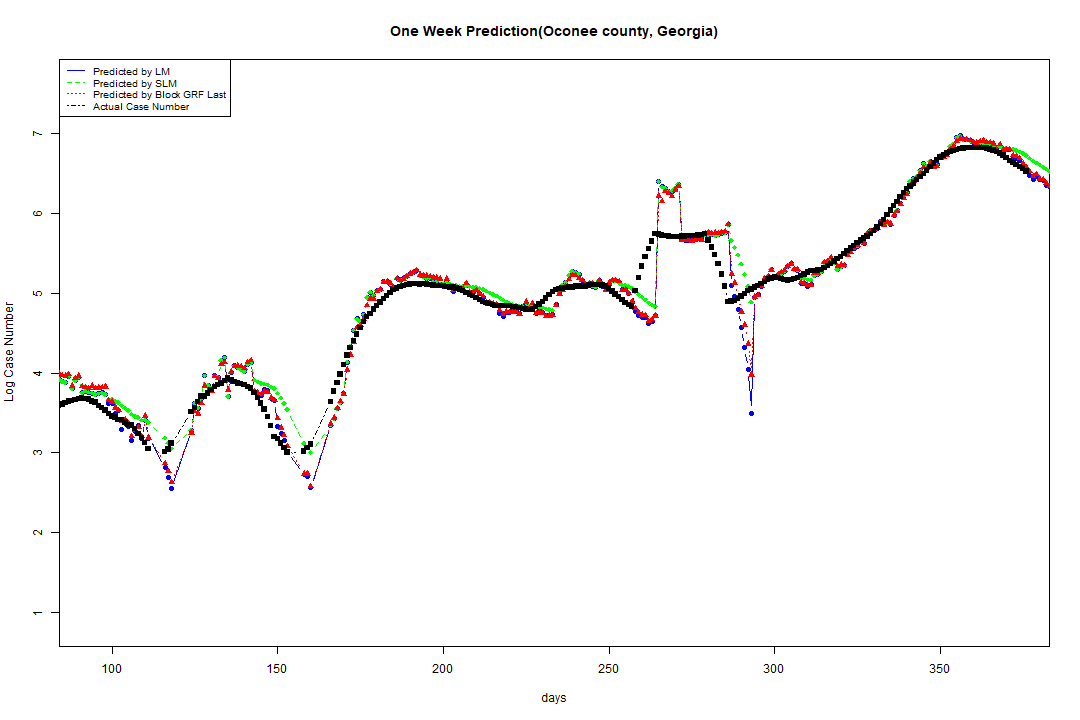 One Week Prediction(Oconee county, Georgia)
Predicted by LM
Predicted by SLM
Predicted by Block GRF Last
Actual Case Number
7
6
5
4
3
2
1
Log Case Number
100 150 200 250 300 350
days